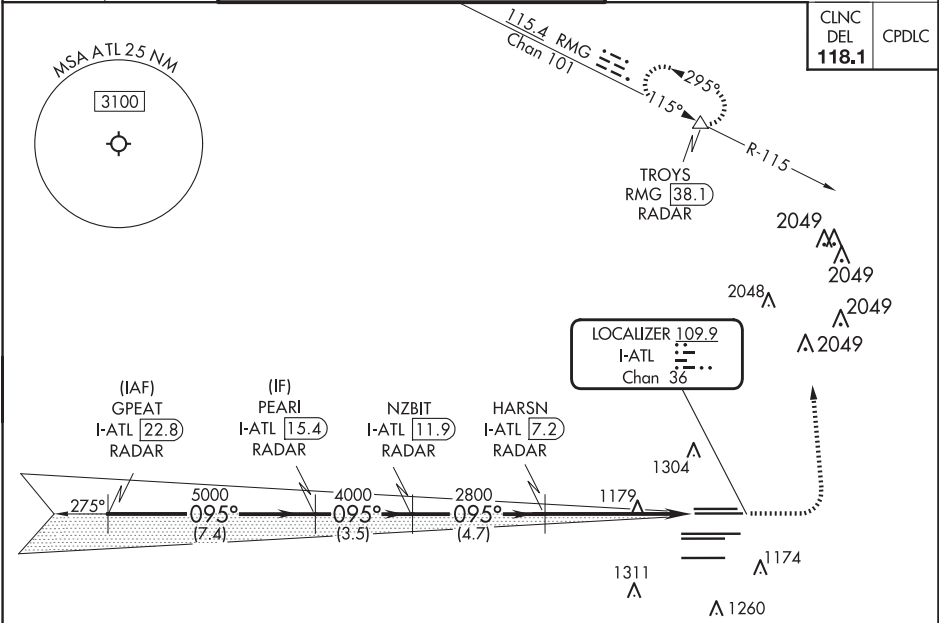 CLNC
DEL
118.1
CPDLC
MSA ATL 25 NM
3100
115.4 RMG
Chan 101
295°
115°
R-115
TROYS
RMG 38.1
RADAR
2049
2049
2048
2049
2049
LOCALIZER 109.9
I-ATL
Chan 36
(IAF)
GPEAT
I-ATL 22.8
RADAR
(IF)
PEARI
I-ATL 15.4
RADAR
NZBIT
I-ATL 11.9
RADAR
HARSN
I-ATL 7.2
RADAR
1304
275°
5000
095°
(7.4)
4000
095°
(3.5)
2800
095°
(4.7)
1179
1174
1311
1260